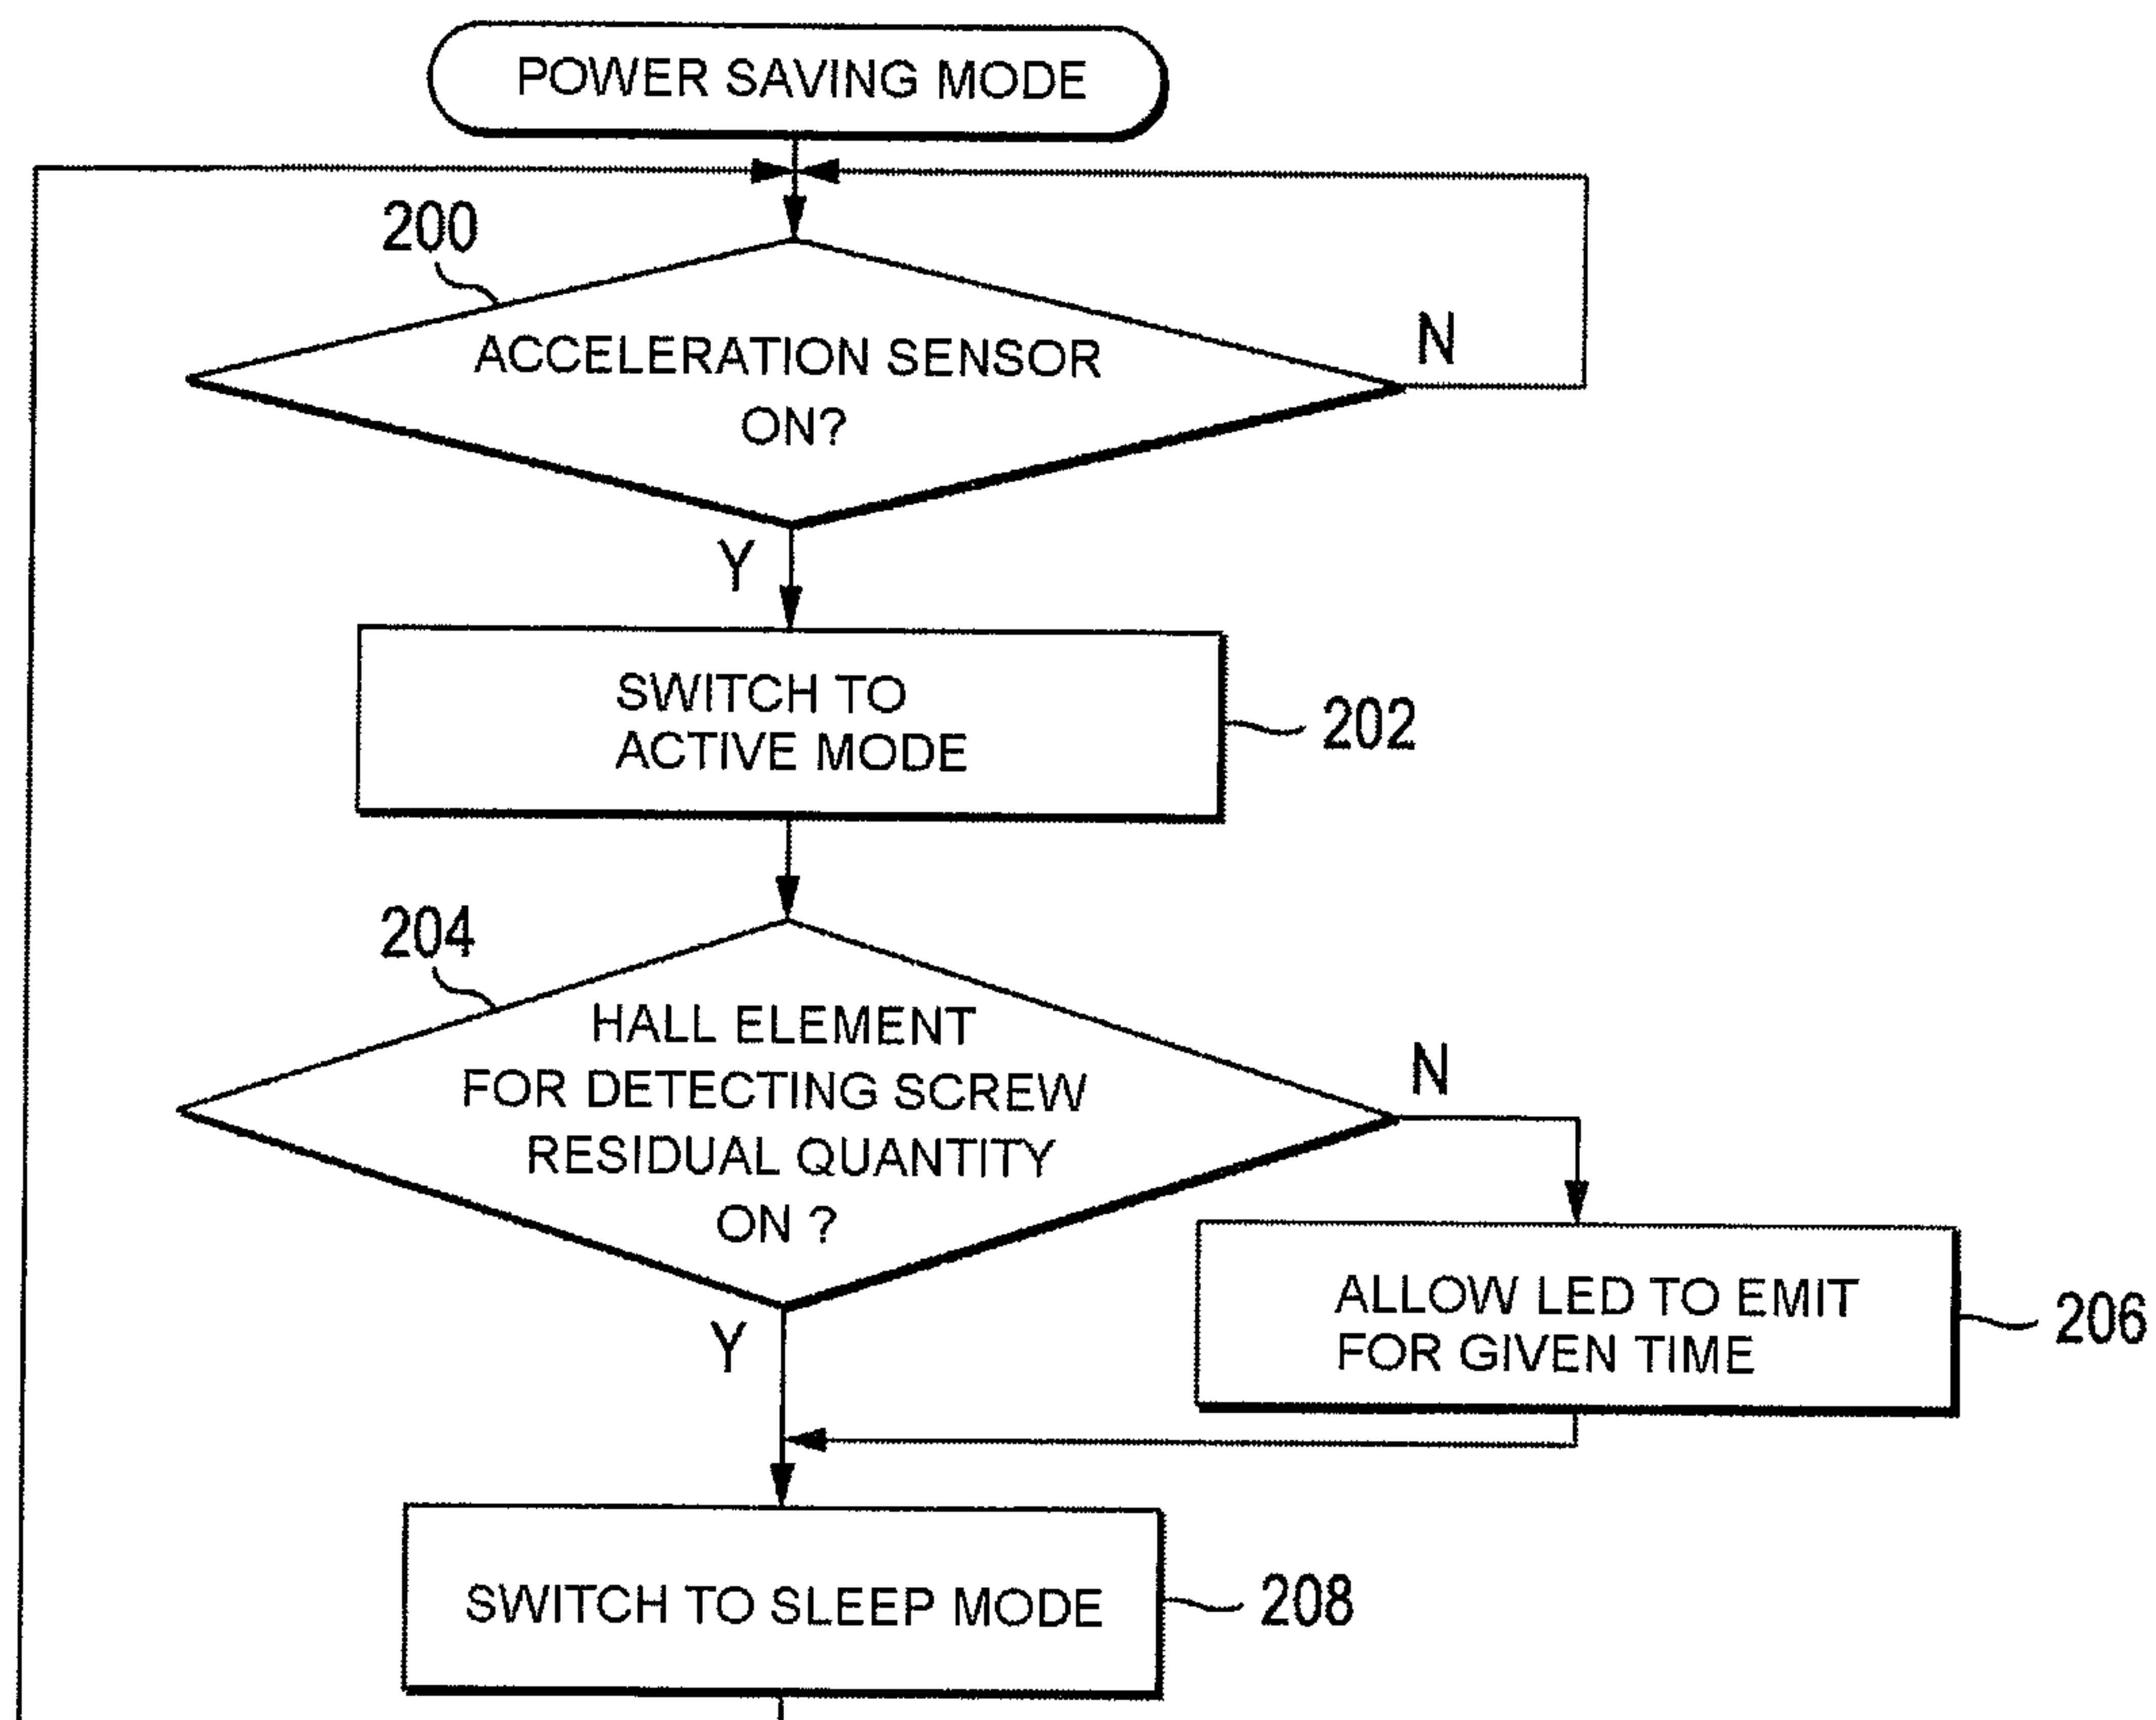 POWER SAVING MODE
200
ACCELERATION SENSOR
ON?
N
Y
SWITCH TO
ACTIVE MODE
202
204
HALL ELEMENT
FOR DETECTING SCREW
RESIDUAL QUANTITY
ON ?
N
Y
ALLOW LED TO EMIT
FOR GIVEN TIME
206
SWITCH TO SLEEP MODE
208